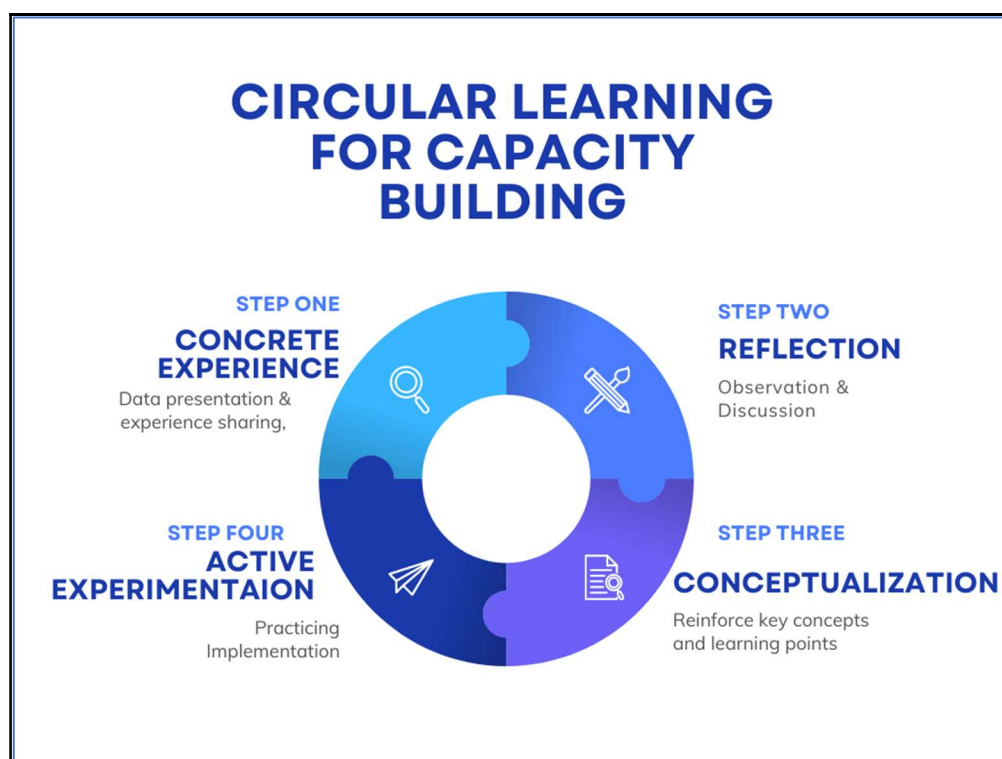 CIRCULAR LEARNING
FOR CAPACITY
BUILDING
STEP ONE
CONCRETE
EXPERIENCE
Data presentation &
experience sharing,
STEP TWO
REFLECTION
Observation &
Discussion
STEP THREE
CONCEPTUALIZATION
Reinforce key concepts
and learning points
STEP FOUR
ACTIVE
EXPERIMENTAION
Practicing
Implementation